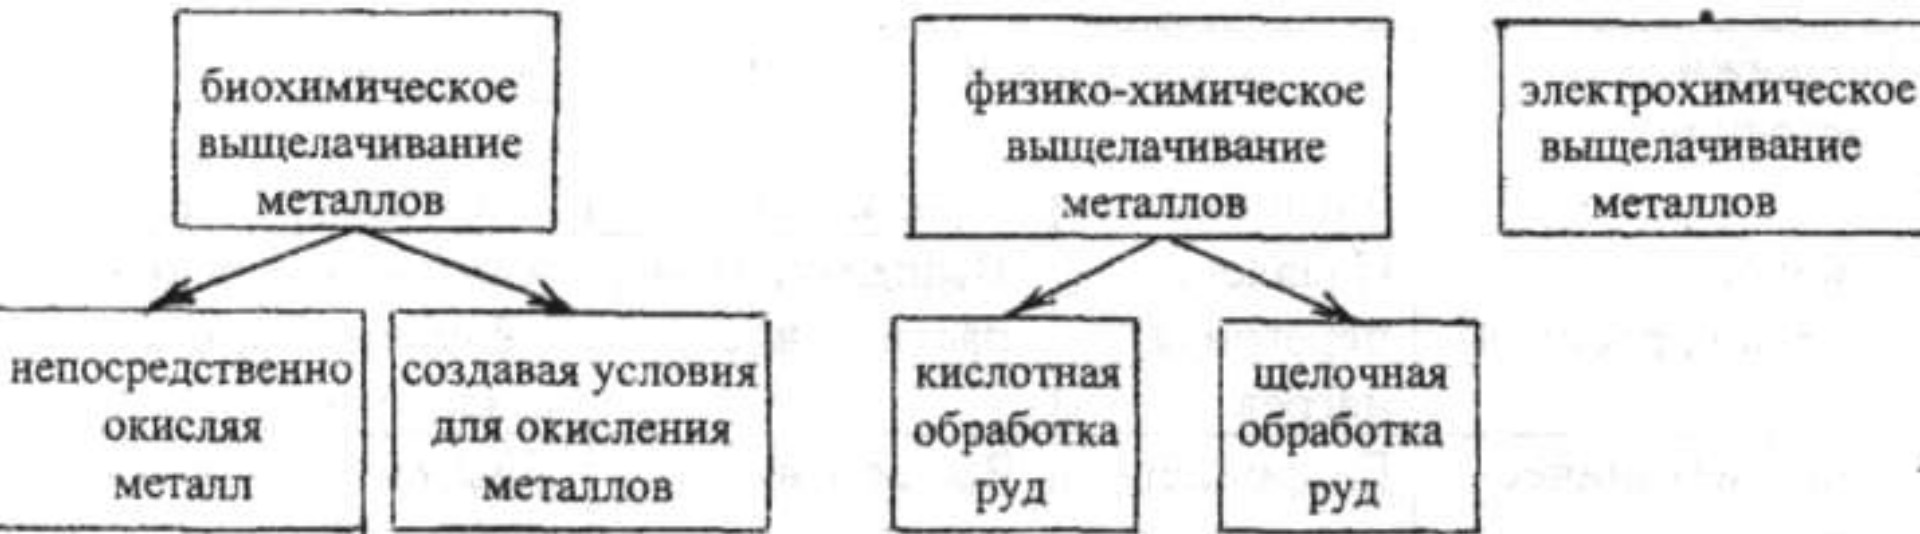 биохимическое
выщелачивание
металлов
физико-химическое
выщелачивание
металлов
электрохимическое
выщелачивание
металлов
непосредственно
окисляя
металл
создавая условия
для окисления
металлов
кислотная
обработка
руд
щелочная
обработка
руд